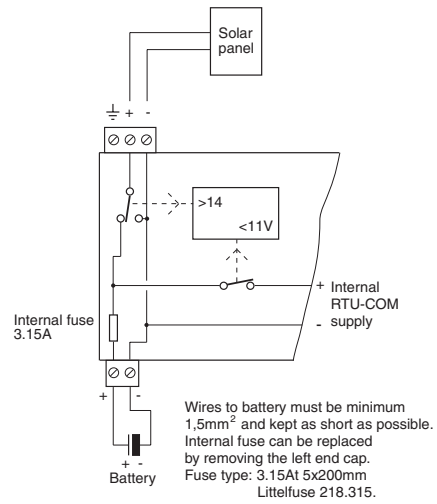 Solar
panel
+ -
>14
<11V
+ Internal
RTU-COM
- supply
Internal fuse
3.15A
+ -
+ -
Battery
Wires to battery must be minimum
1,5mm² and kept as short as possible.
Internal fuse can be replaced
by removing the left end cap.
Fuse type: 3.15At 5x200mm
Littelfuse 218.315.